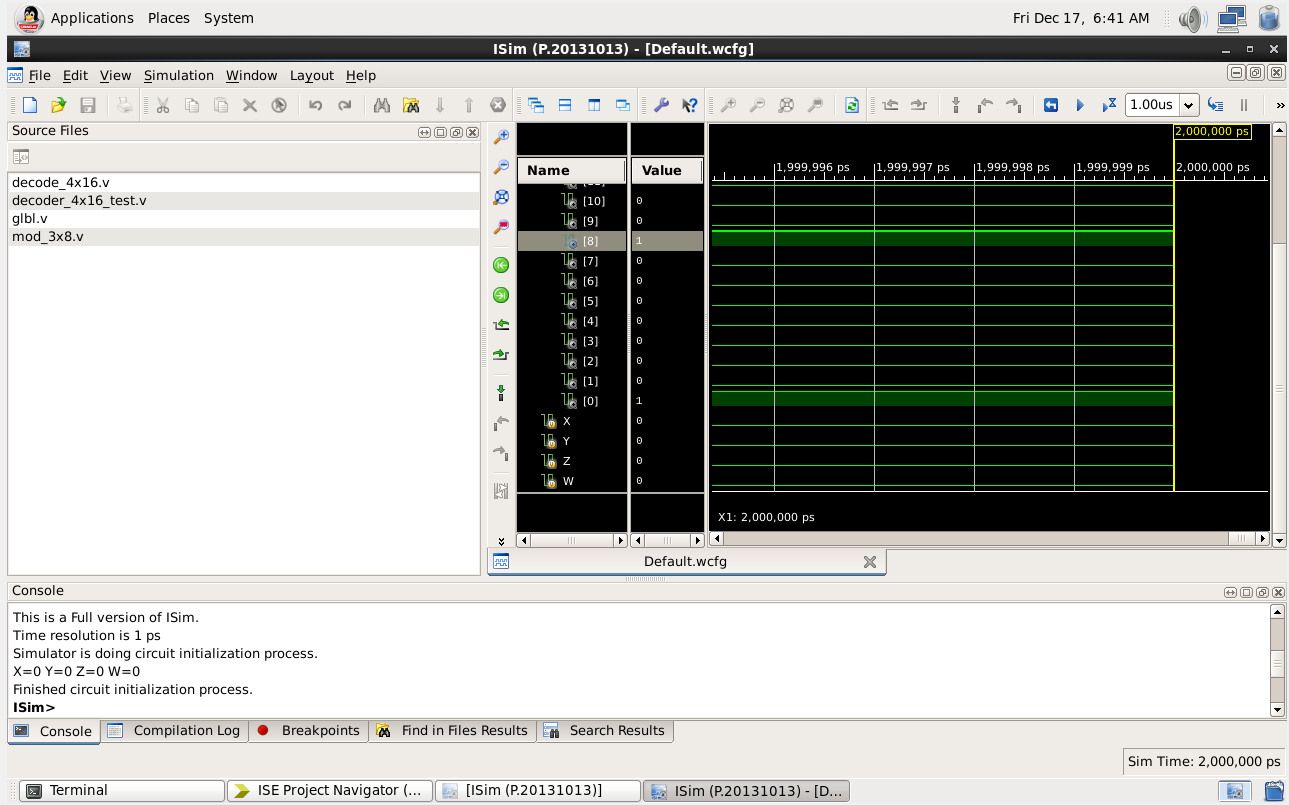 Applications Places System Fri Dec 17, 6:41 AM
ISim (P.20131013) - [Default.wcfg]
File Edit View Simulation Window Layout Help
1.00us
»
Source Files
decode_4x16.v
decoder_4x16_test.v
glbl.v
mod_3x8.v
2,000,000 ps
Name Value
1,999,996 ps 1,999,997 ps 1,999,998 ps 1,999,999 ps 2,000,000 ps
[10] 0
[9] 0
[8] 1
[7] 0
[6] 0
[5] 0
[4] 0
[3] 0
[2] 0
[1] 0
[0] 1
X 0
Y 0
Z 0
W 0
X1: 2,000,000 ps
Default.wcfg
Console
This is a Full version of ISim.
Time resolution is 1 ps
Simulator is doing circuit initialization process.
X=0 Y=0 Z=0 W=0
Finished circuit initialization process.
ISim>
Console Compilation Log Breakpoints Find in Files Results Search Results
Sim Time: 2,000,000 ps
Terminal ISE Project Navigator (... [ISim (P.20131013)] ISim (P.20131013) - [D...